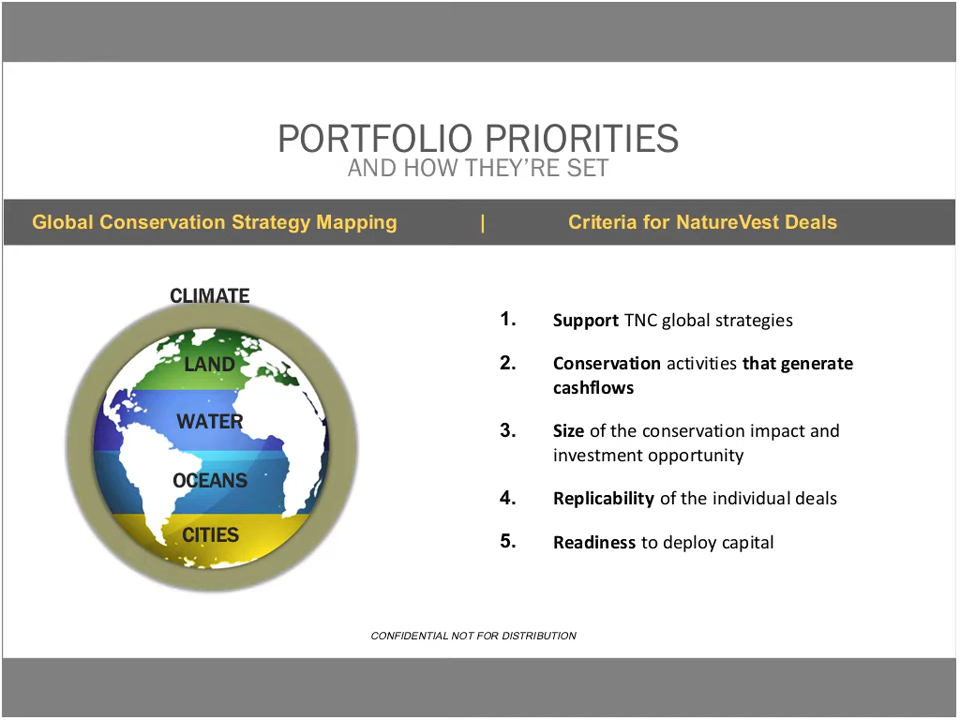 PORTFOLIO PRIORITIES
AND HOW THEY'RE SET
Global Conservation Strategy Mapping | Criteria for NatureVest Deals
CLIMATE
LAND
WATER
OCEANS
CITIES
1. Support TNC global strategies
2. Conservation activities that generate
cashflows
3. Size of the conservation impact and
investment opportunity
4. Replicability of the individual deals
5. Readiness to deploy capital
CONFIDENTIAL NOT FOR DISTRIBUTION